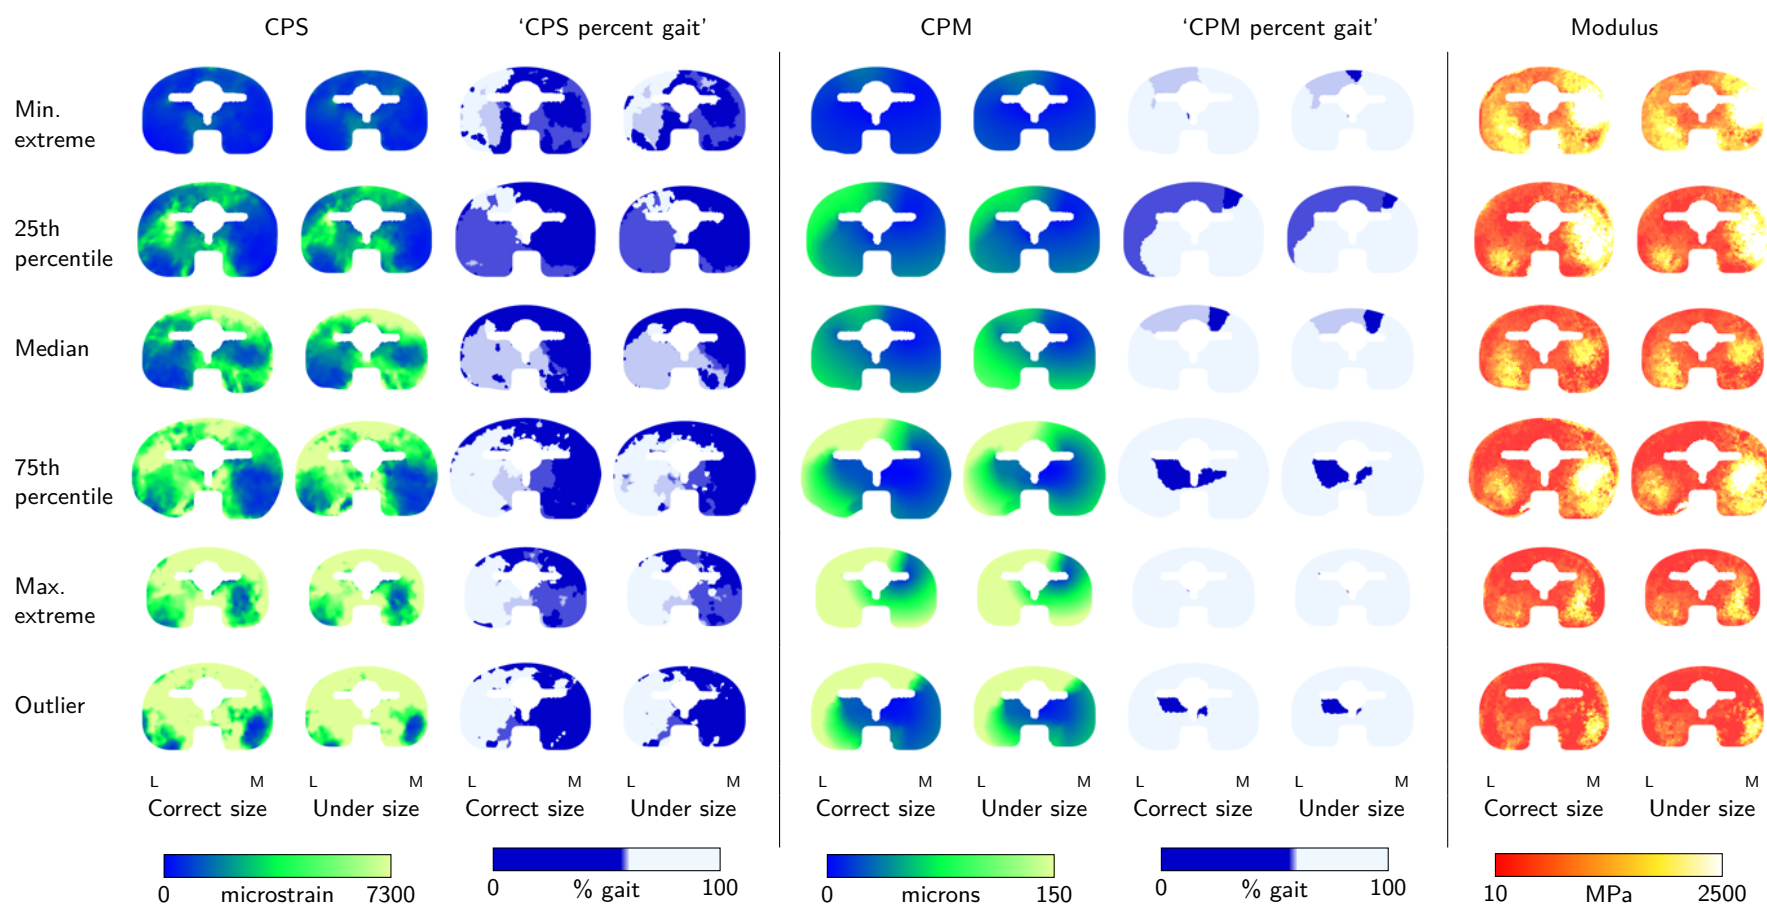 CPS ‘CPS percent gait’ CPM ‘CPM percent gait’ Modulus
Min.
extreme
25th
percentile
Median
75th
percentile
Max.
extreme
Outlier
L M L M L M L M L M L M L M L M L M L M
Correct size Under size Correct size Under size Correct size Under size Correct size Under size Correct size Under size
0 microstrain 7300
0 % gait 100
0 microns 150
0 % gait 100
10 MPa 2500